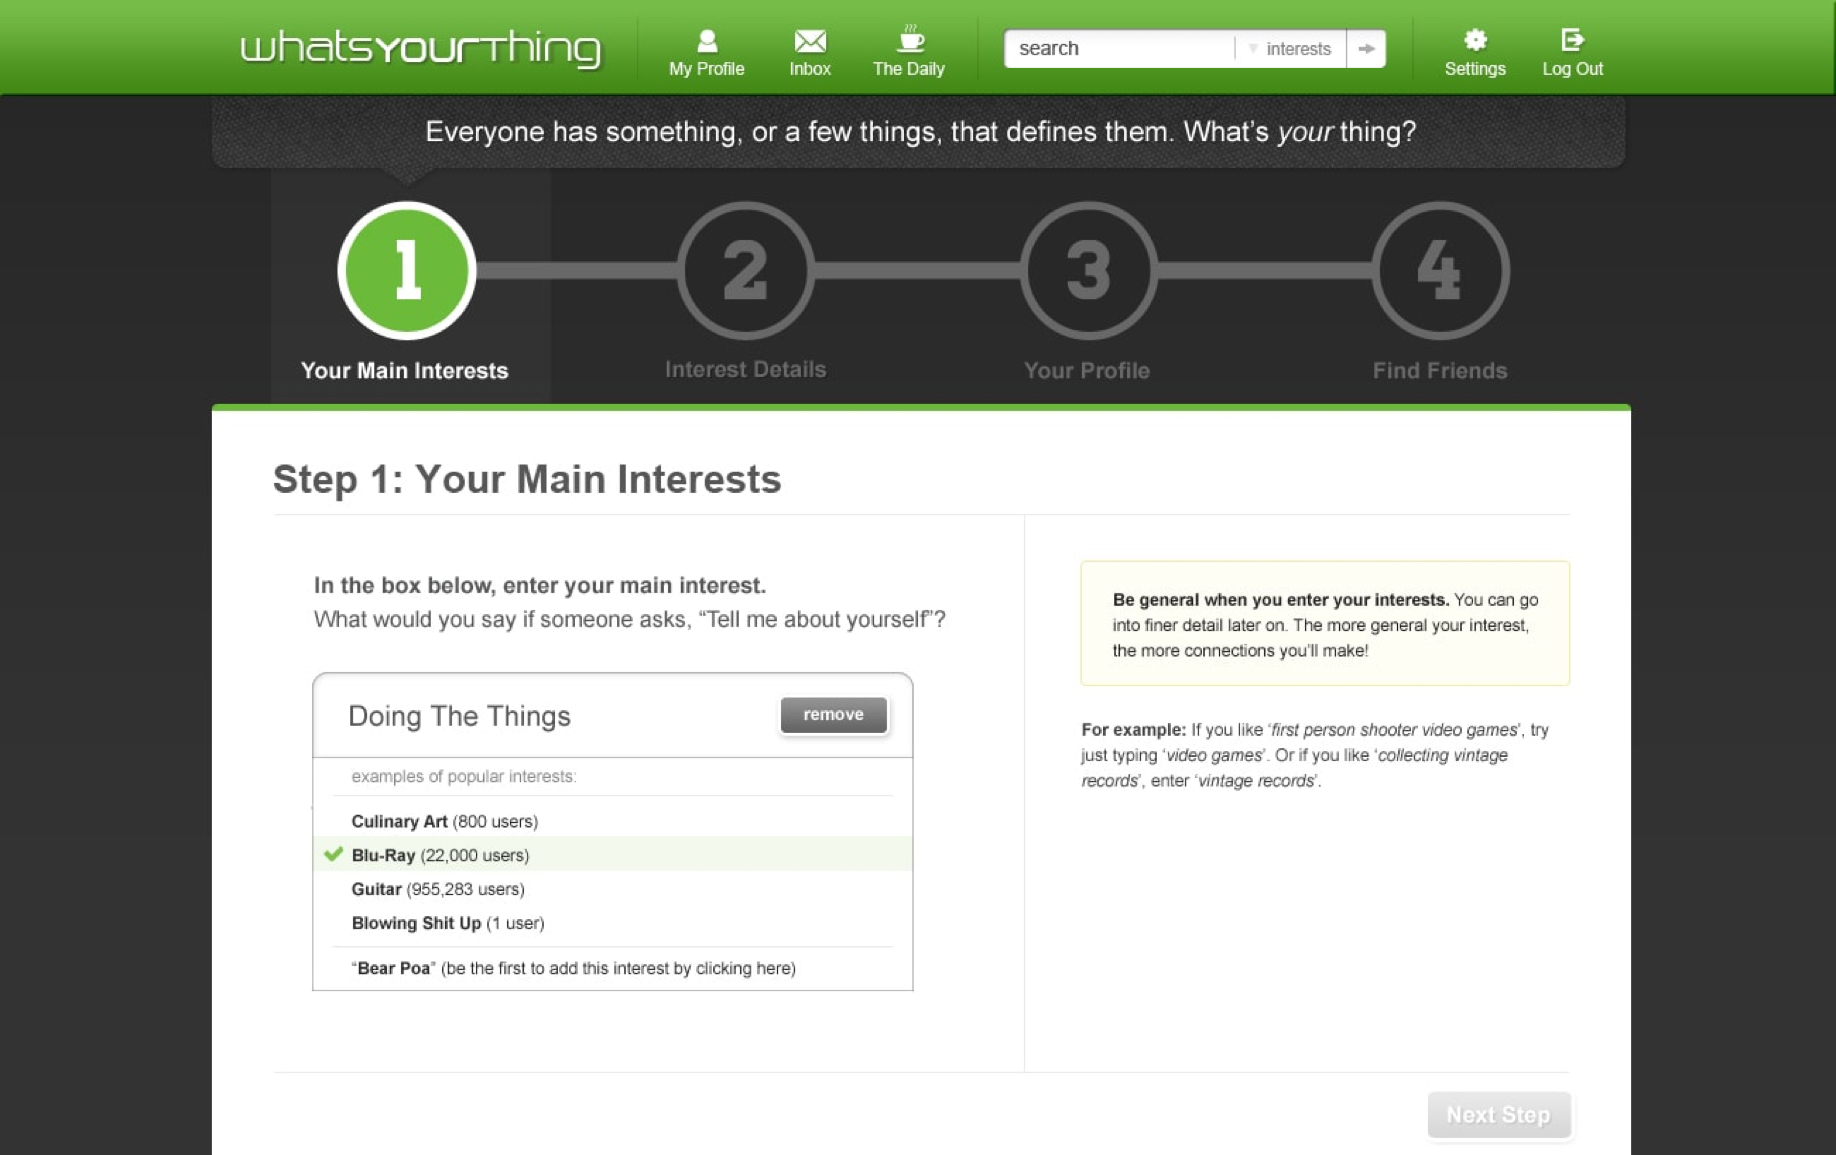 whatsyourthing
My Profile
Inbox
The Daily
search
interests
Settings
Log Out
Everyone has something, or a few things, that defines them. What's your thing?
1
2
3
4
Your Main Interests
Interest Details
Your Profile
Find Friends
Step 1: Your Main Interests
In the box below, enter your main interest.
What would you say if someone asks, “Tell me about yourself”?
Doing The Things
remove
examples of popular interests:
Culinary Art (800 users)
Blu-Ray (22,000 users)
Guitar (955,283 users)
Blowing Shit Up (1 user)
“Bear Poa” (be the first to add this interest by clicking here)
Be general when you enter your interests. You can go
into finer detail later on. The more general your interest,
the more connections you'll make!
For example: If you like ‘first person shooter video games’, try
just typing ‘video games’. Or if you like ‘collecting vintage
records’, enter ‘vintage records’.
Next Step